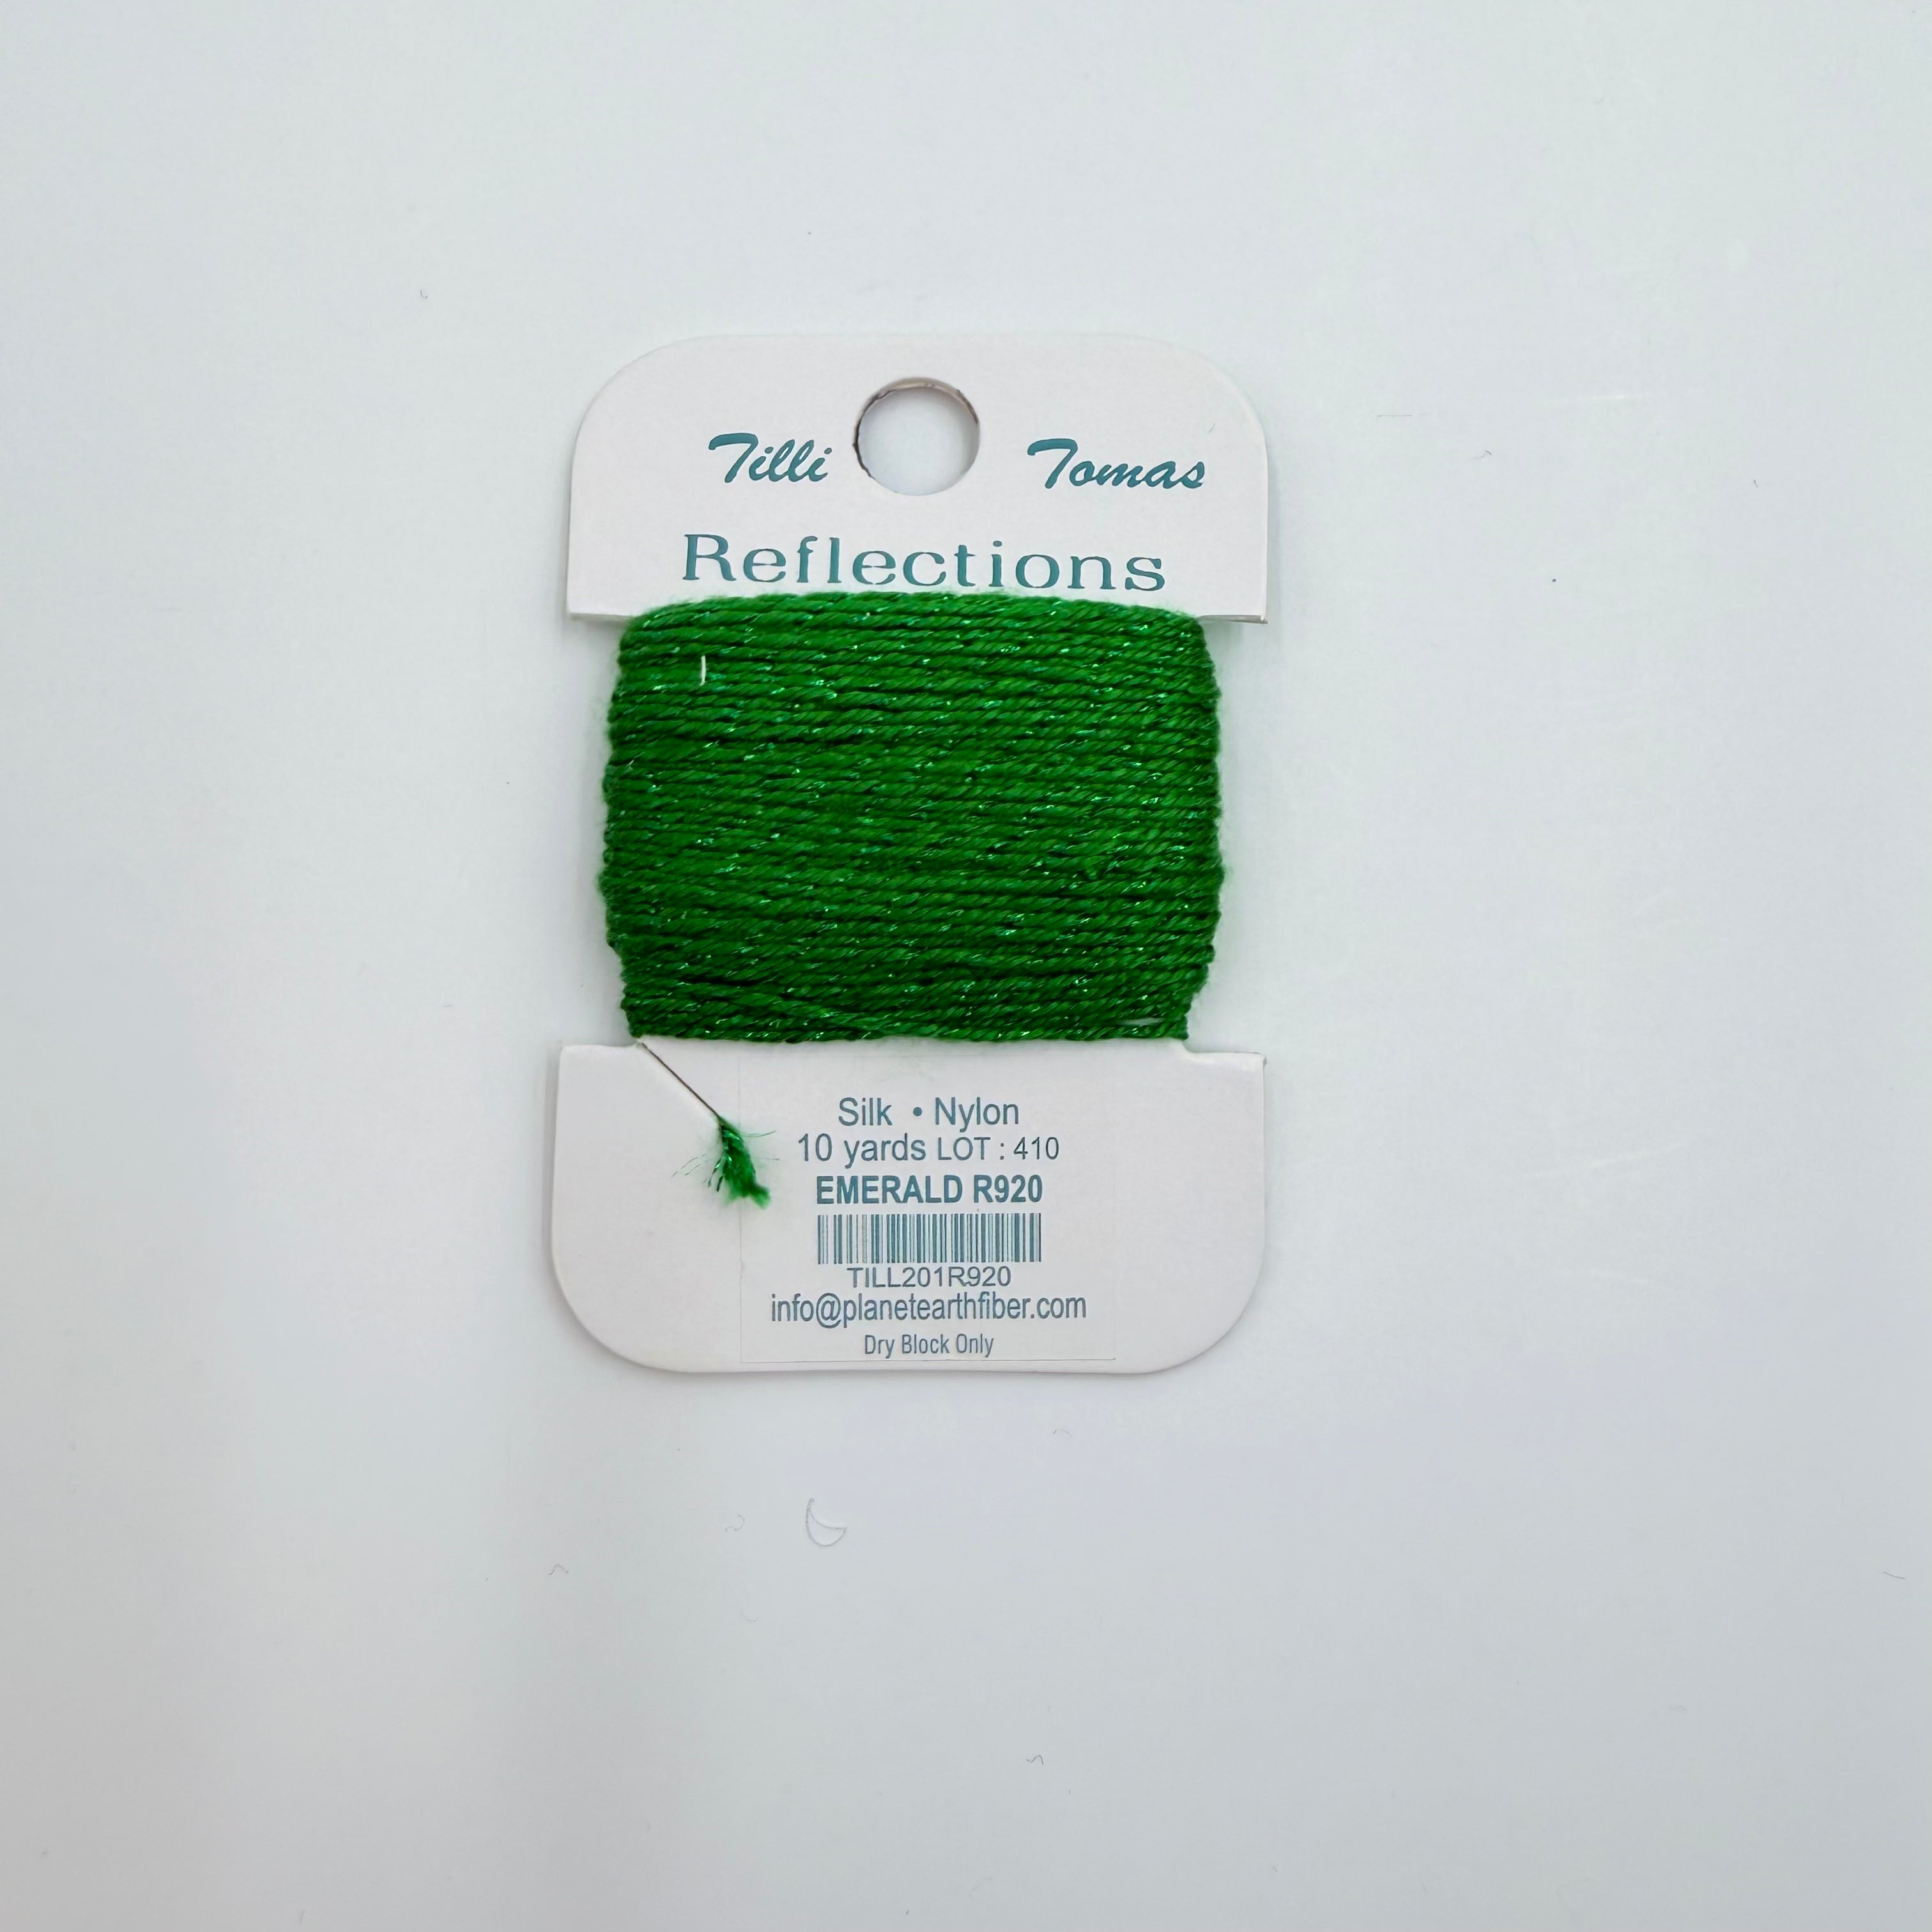 Tilli Tomas
Reflections
Silk • Nylon
10 yards LOT : 410
EMERALD R920
TILL201R920
info@planetearthfiber.com
Dry Block Only